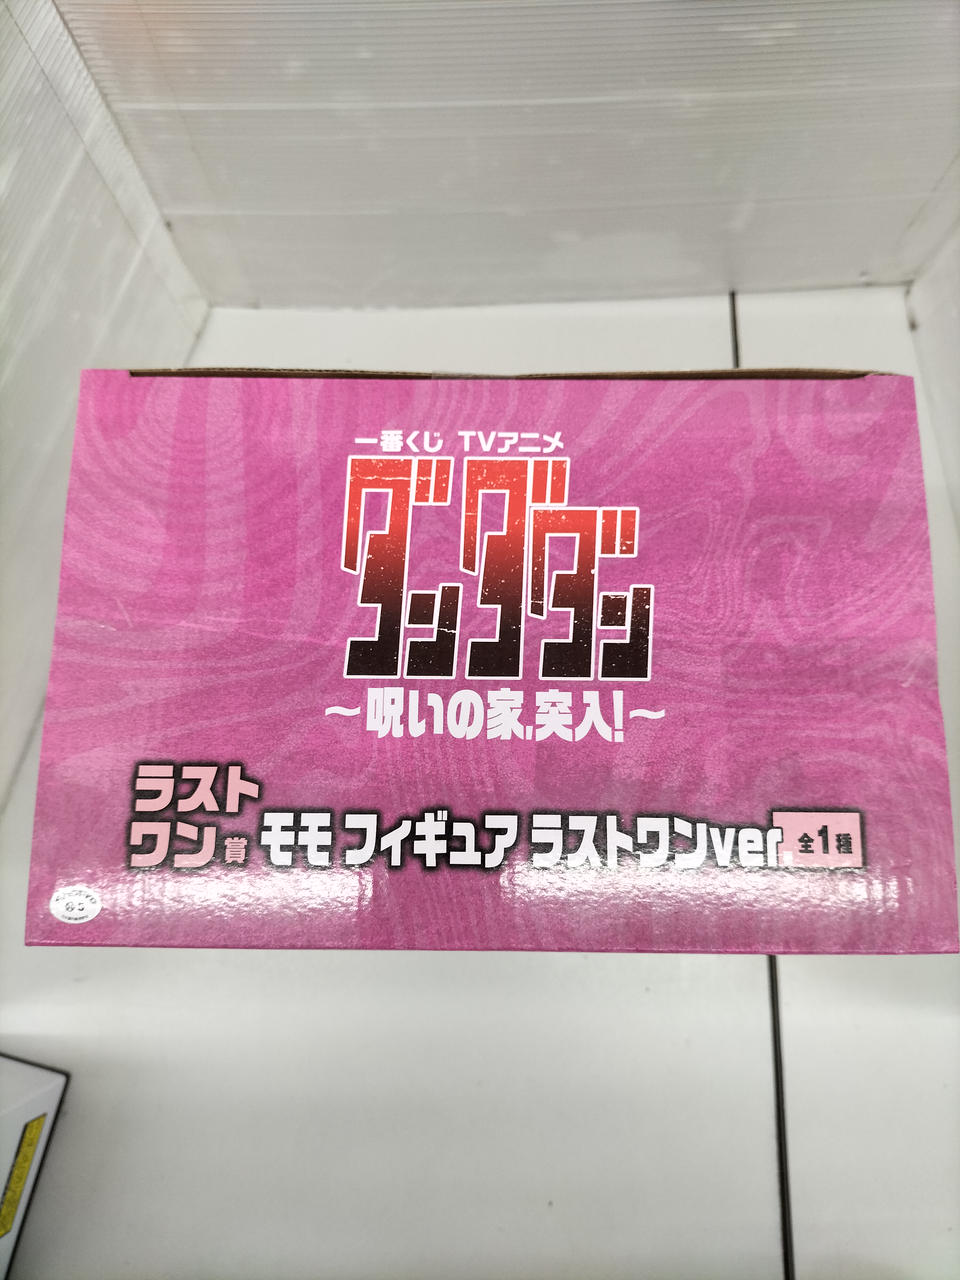 一番くじ TVアニメ
ダンダダン
〜呪いの家、突入!〜
ラスト
ワン賞 モモ フィギュア ラストワンver. 全1種